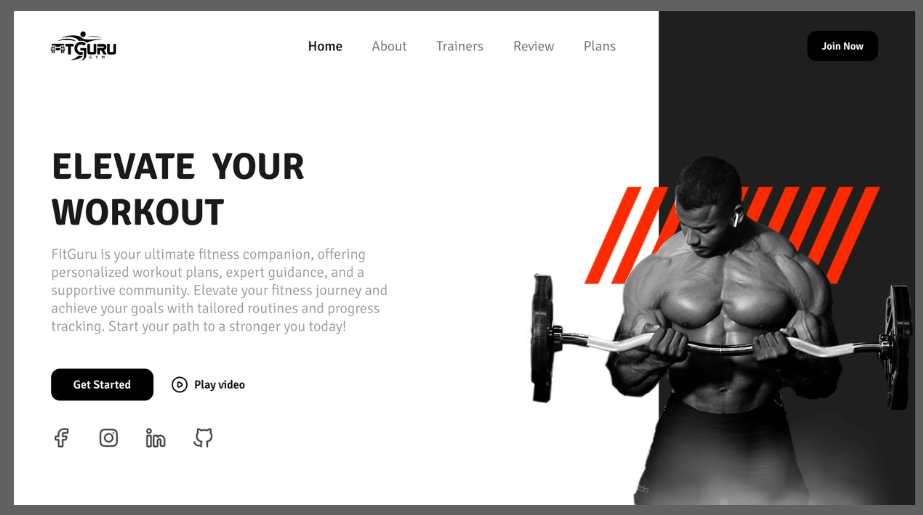 FITGURU
GYM
Home About Trainers Review Plans
Join Now
ELEVATE YOUR
WORKOUT
FitGuru is your ultimate fitness companion, offering
personalized workout plans, expert guidance, and a
supportive community. Elevate your fitness journey and
achieve your goals with tailored routines and progress
tracking. Start your path to a stronger you today!
Get Started
Play video